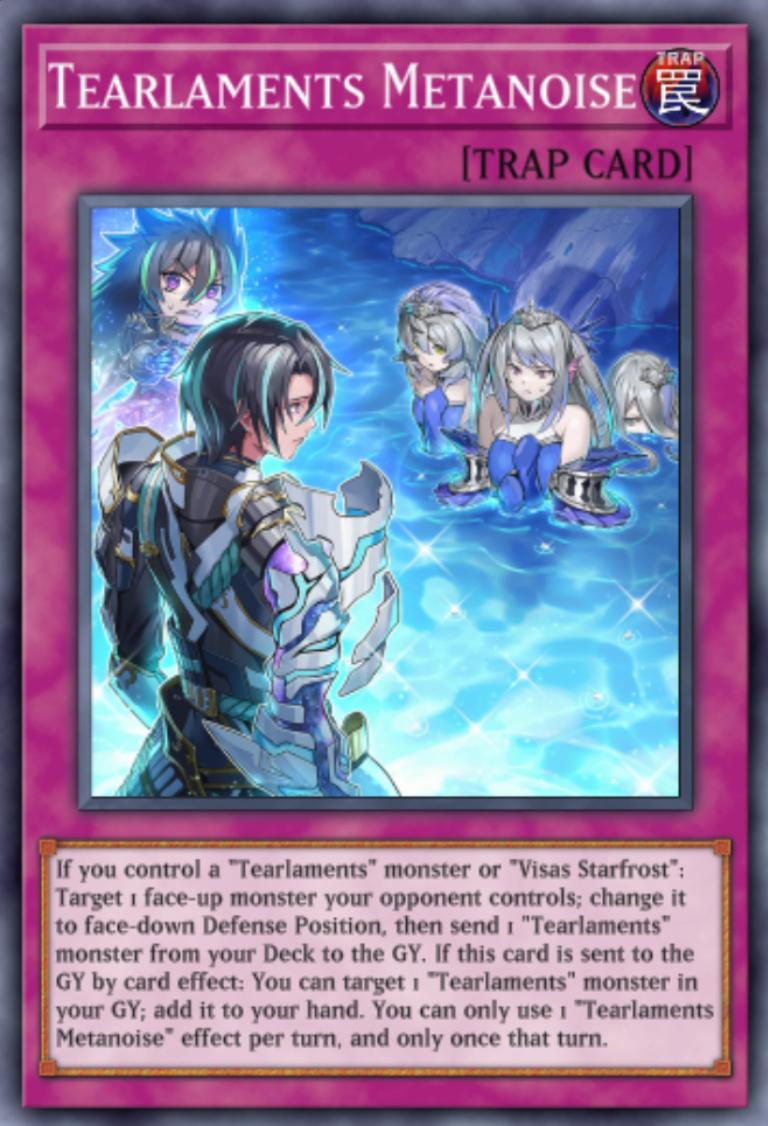 TEARLAMENTS METANOISE
TRAP
罠
[TRAP CARD]
If you control a "Tearlaments" monster or "Visas Starfrost":
Target 1 face-up monster your opponent controls; change it
to face-down Defense Position, then send 1 "Tearlaments"
monster from your Deck to the GY. If this card is sent to the
GY by card effect: You can target 1 "Tearlaments" monster in
your GY; add it to your hand. You can only use 1 "Tearlaments
Metanoise" effect per turn, and only once that turn.